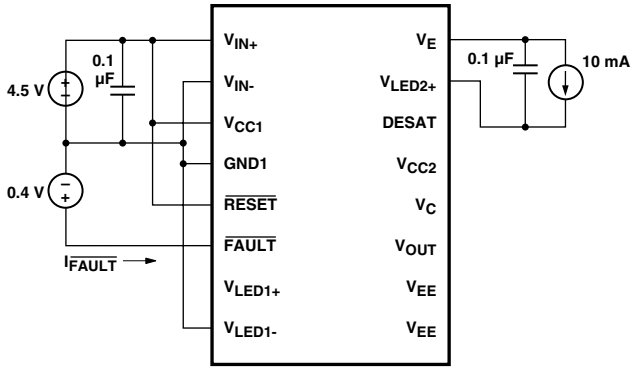 0.1
µF
4.5 V
+
−
0.4 V
−
+
I_FAULT
V_IN+
V_IN-
V_CC1
GND1
RESET
FAULT
V_LED1+
V_LED1-
V_E
V_LED2+
DESAT
V_CC2
V_C
V_OUT
V_EE
V_EE
0.1 µF
10 mA